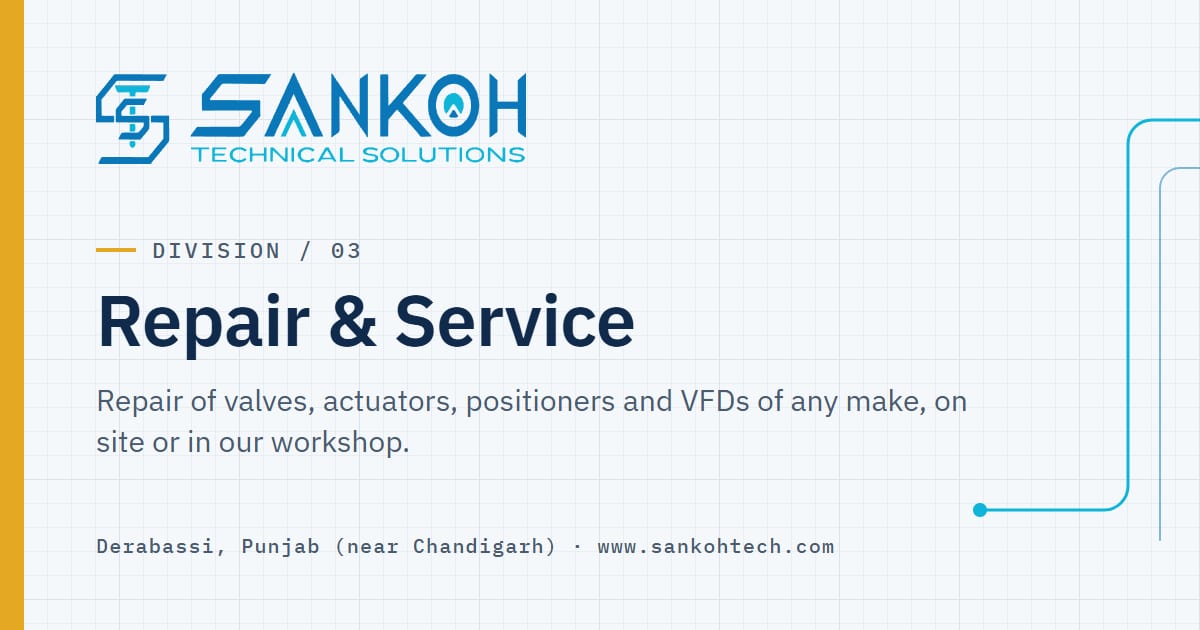 SANKOH
TECHNICAL SOLUTIONS
DIVISION / 03
Repair & Service
Repair of valves, actuators, positioners and VFDs of any make, on
site or in our workshop.
Derabassi, Punjab (near Chandigarh) · www.sankohtech.com